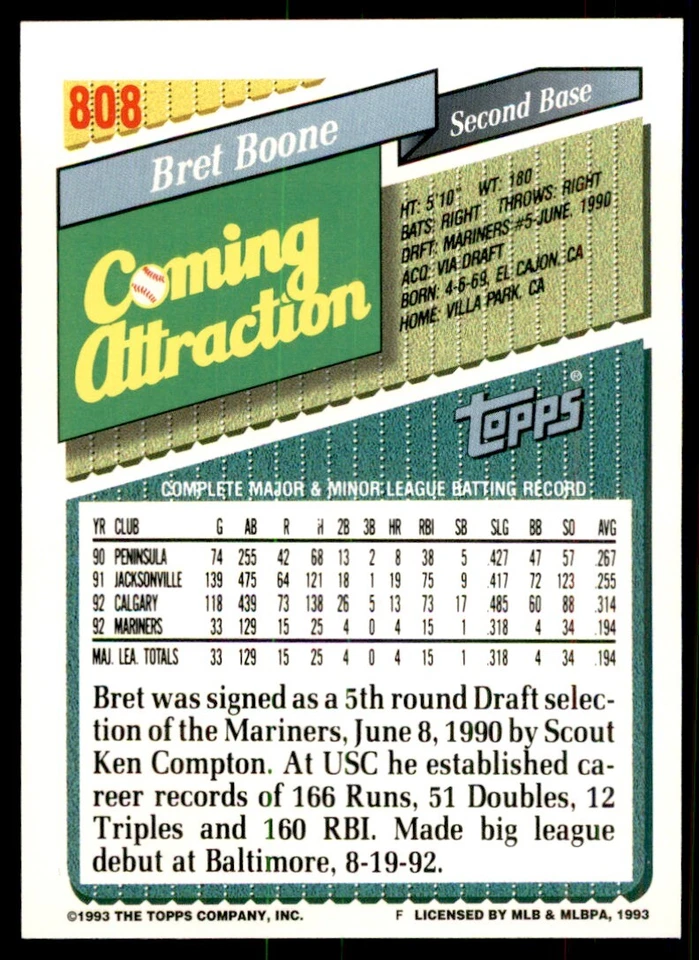 808
Bret Boone
Second Base
Coming
Attraction
HT: 5'10" WT: 180
BATS: RIGHT THROWS: RIGHT
DRFT: MARINERS #5-JUNE, 1990
ACQ: VIA DRAFT
BORN: 4-6-69, EL CAJON, CA
HOME: VILLA PARK, CA
topps®
COMPLETE MAJOR & MINOR LEAGUE BATTING RECORD
YR CLUB G AB R H 2B 3B HR RBI SB SLG BB SO AVG
90 PENINSULA 74 255 42 68 13 2 8 38 5 .427 47 57 .267
91 JACKSONVILLE 139 475 64 121 18 1 19 75 9 .417 72 123 .255
92 CALGARY 118 439 73 138 26 5 13 73 17 .485 60 88 .314
92 MARINERS 33 129 15 25 4 0 4 15 1 .318 4 34 .194
MAJ. LEA. TOTALS 33 129 15 25 4 0 4 15 1 .318 4 34 .194
Bret was signed as a 5th round Draft selec-
tion of the Mariners, June 8, 1990 by Scout
Ken Compton. At USC he established ca-
reer records of 166 Runs, 51 Doubles, 12
Triples and 160 RBI. Made big league
debut at Baltimore, 8-19-92.
©1993 THE TOPPS COMPANY, INC. F LICENSED BY MLB & MLBPA, 1993